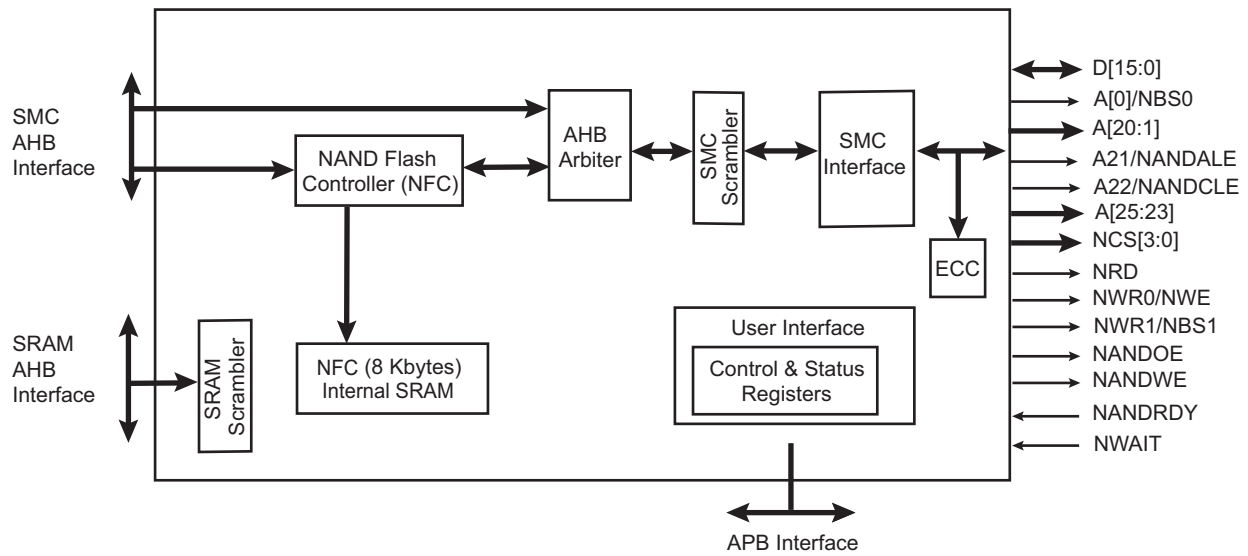 SMC
AHB
Interface
NAND Flash
Controller (NFC)
AHB
Arbiter
SMC
Scrambler
SMC
Interface
ECC
D[15:0]
A[0]/NBS0
A[20:1]
A21/NANDALE
A22/NANDCLE
A[25:23]
NCS[3:0]
NRD
NWR0/NWE
NWR1/NBS1
NANDOE
NANDWE
NANDRDY
NWAIT
SRAM
AHB
Interface
SRAM
Scrambler
NFC (8 Kbytes)
Internal SRAM
User Interface
Control & Status
Registers
APB Interface